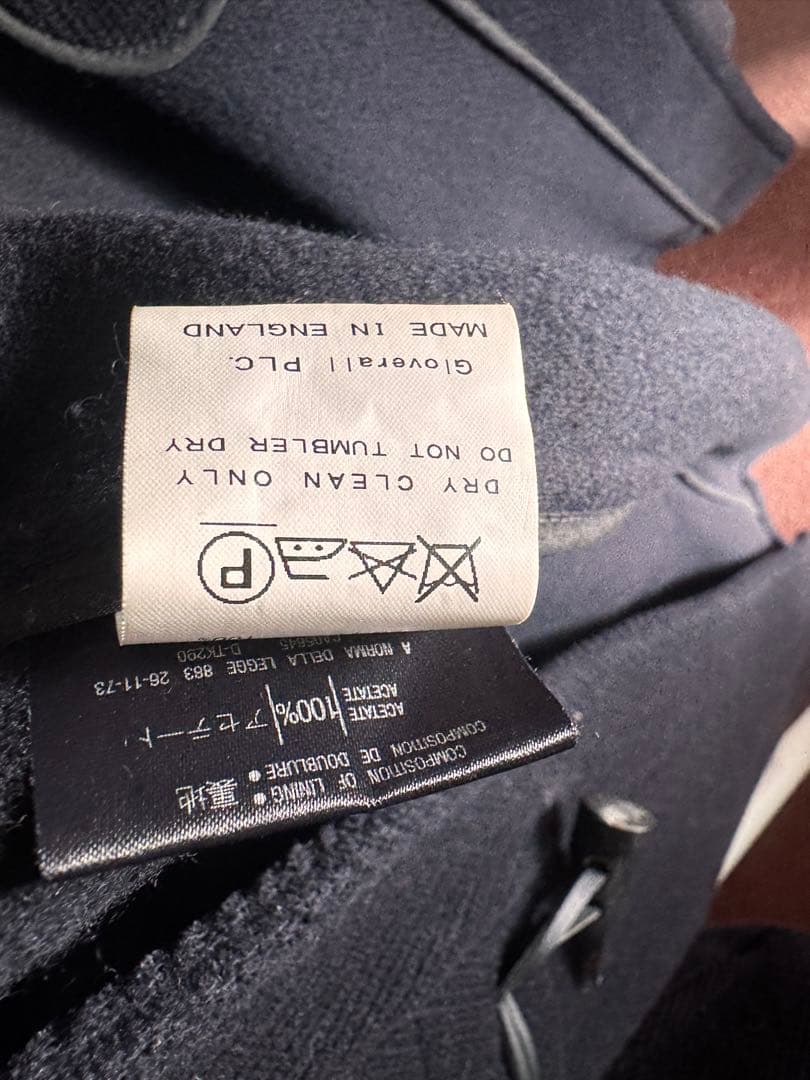 COMPOSITION OF LINING ● 裏地
COMPOSITION DE DOUBLURE ●
ACETATE
ACETATE 100% アセテート
A NORMA DELLA LEGGE 883 26-11-73
D-TK290
P
DRY CLEAN ONLY
DO NOT TUMBLER DRY
Gloverall PLC.
MADE IN ENGLAND